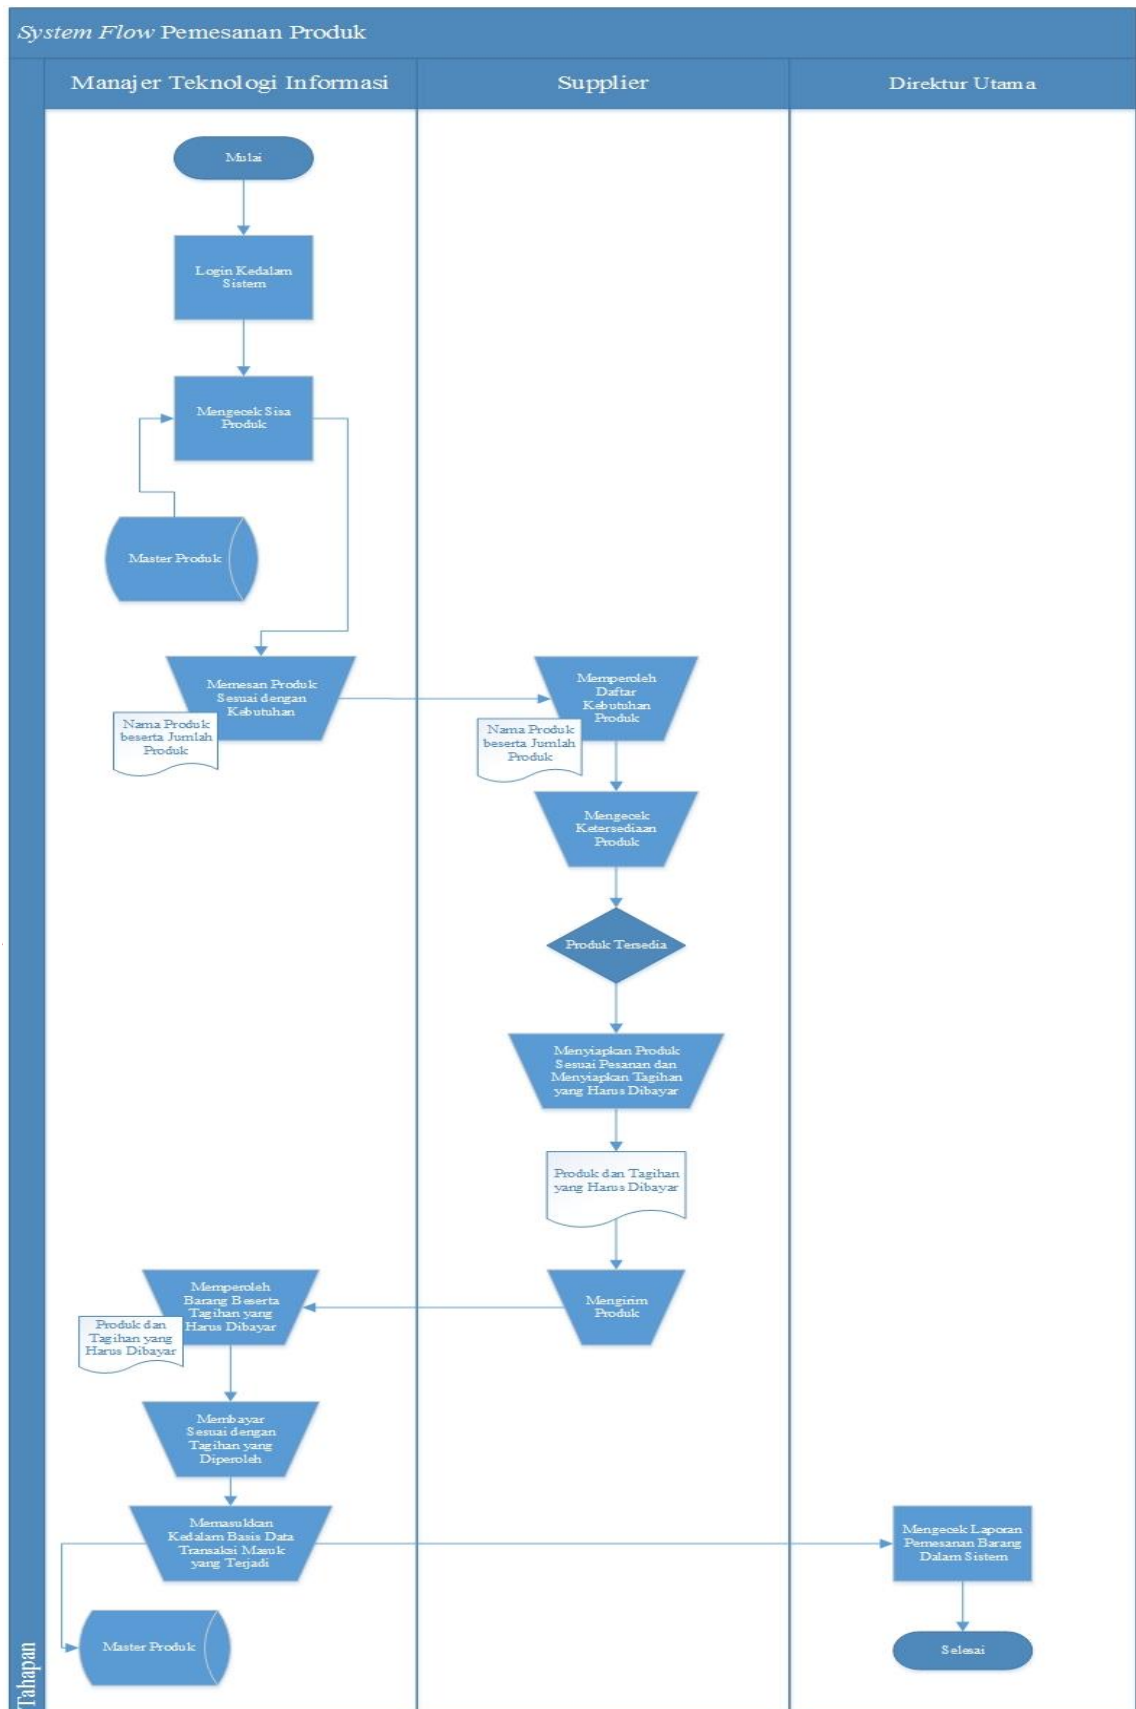 System Flow Pemesanan Produk
Manajer Teknologi Informasi
Supplier
Direktur Utama
Mulai
Login Kedalam
Sistem
Mengecek Sisa
Produk
Master Produk
Memesan Produk
Sesuai dengan
Kebutuhan
Nama Produk
beserta Jumlah
Produk
Memperoleh
Daftar
Kebutuhan
Produk
Nama Produk
beserta Jumlah
Produk
Mengecek
Ketersediaan
Produk
Produk Tersedia
Menyiapkan Produk
Sesuai Pesanan dan
Menyiapkan Tagihan
yang Harus Dibayar
Produk dan Tagihan
yang Harus Dibayar
Mengirim
Produk
Memperoleh
Barang Beserta
Tagihan yang
Harus Dibayar
Produk dan
Tagihan yang
Harus Dibayar
Membayar
Sesuai dengan
Tagihan yang
Diperoleh
Memasukkan
Kedalam Basis Data
Transaksi Masuk
yang Terjadi
Mengecek Laporan
Pemesanan Barang
Dalam Sistem
Master Produk
Selesai
Tahapan